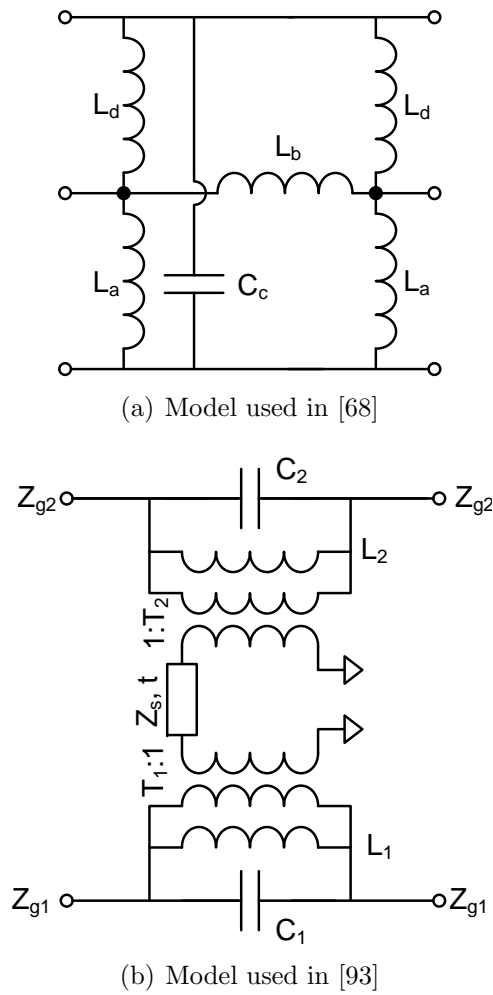 L_d
L_d
L_b
L_a
C_c
L_a
(a) Model used in [68]
C_2
Z_g2
Z_g2
L_2
1:T_2
Z_s, t
T_1:1
L_1
Z_g1
Z_g1
C_1
(b) Model used in [93]